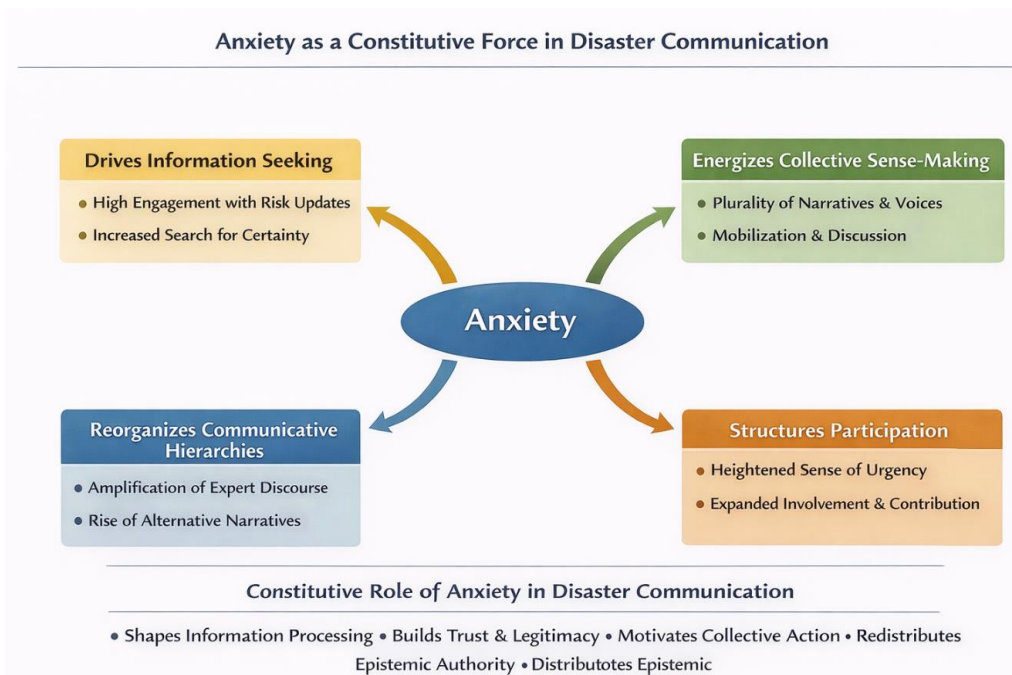 Anxiety as a Constitutive Force in Disaster Communication
Drives Information Seeking
• High Engagement with Risk Updates
• Increased Search for Certainty
Energizes Collective Sense-Making
• Plurality of Narratives & Voices
• Mobilization & Discussion
Anxiety
Reorganizes Communicative
Hierarchies
• Amplification of Expert Discourse
• Rise of Alternative Narratives
Structures Participation
• Heightened Sense of Urgency
• Expanded Involvement & Contribution
Constitutive Role of Anxiety in Disaster Communication
• Shapes Information Processing • Builds Trust & Legitimacy • Motivates Collective Action • Redistributes
Epistemic Authority • Distributotes Epistemic